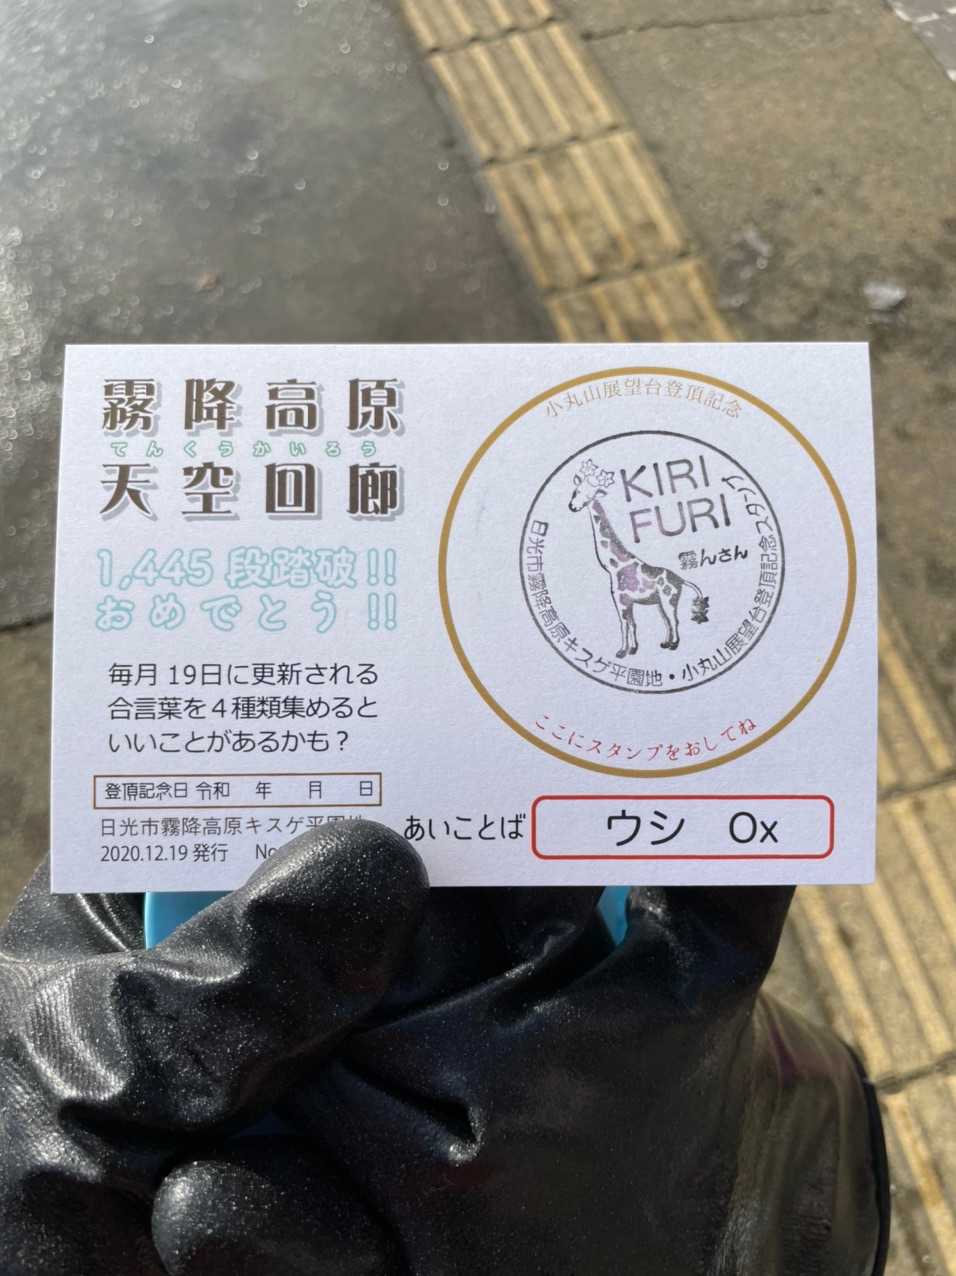 霧降高原
てんくうかいろう
天空回廊
1,445段踏破!!
おめでとう!!
毎月19日に更新される
合言葉を4種類集めると
いいことがあるかも？
登頂記念日 令和 年 月 日
日光市霧降高原キスゲ平園地
2020.12.19発行 No
小丸山展望台登頂記念
KIRI
FURI
霧んさん
日光市霧降高原キスゲ平園地・小丸山展望台登頂記念スタンプ
ここにスタンプをおしてね
あいことば ウシ Ox